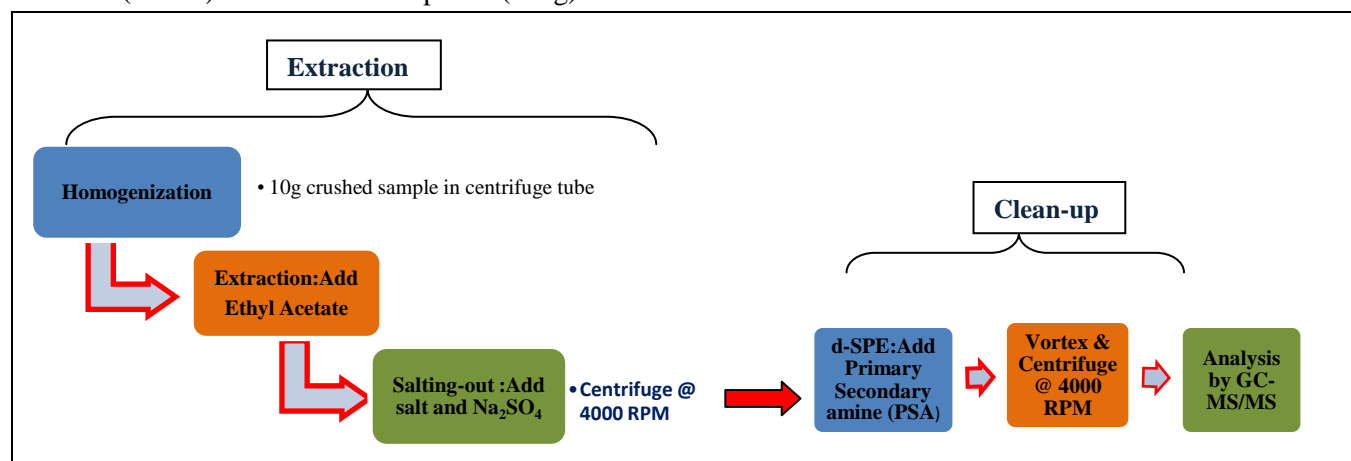 Extraction
Homogenization
• 10g crushed sample in centrifuge tube
Extraction:Add
Ethyl Acetate
Salting-out :Add
salt and Na₂SO₄
•Centrifuge @
4000 RPM
Clean-up
d-SPE:Add
Primary
Secondary
amine (PSA)
Vortex &
Centrifuge
@ 4000
RPM
Analysis
by GC-
MS/MS